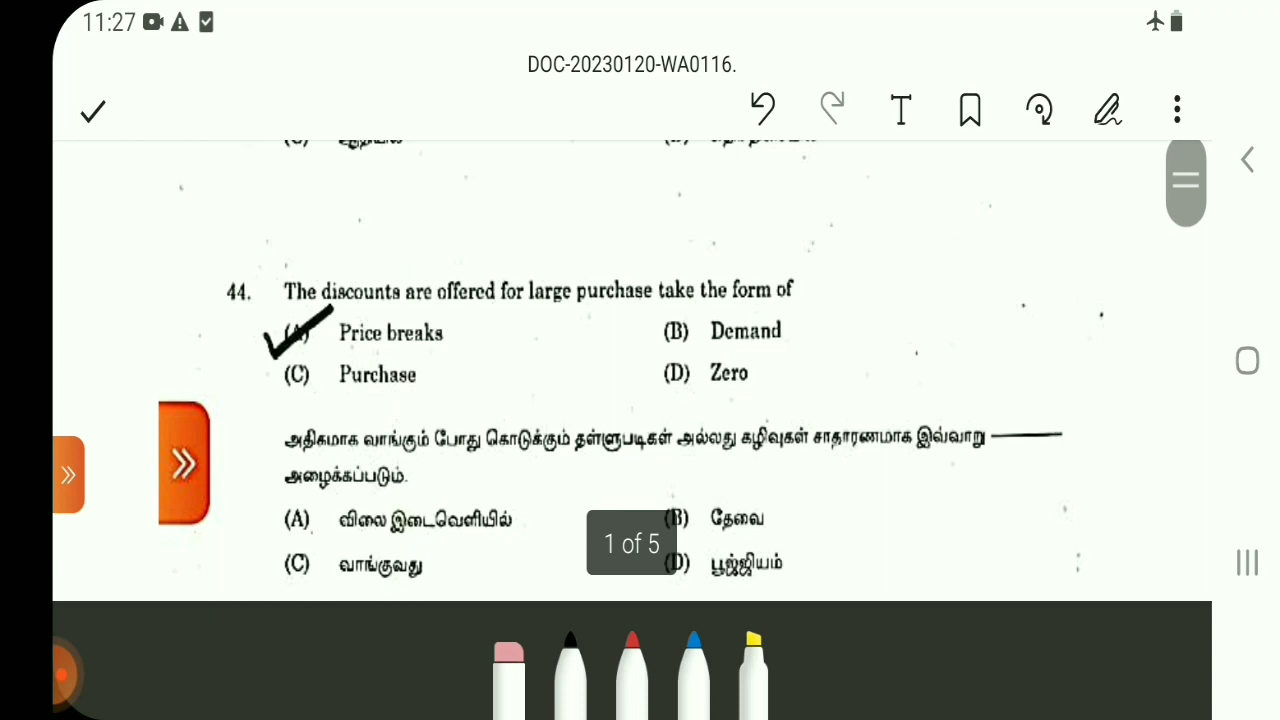 11:27
DOC-20230120-WA0116.
44. The discounts are offered for large purchase take the form of
(A) Price breaks (B) Demand
(C) Purchase (D) Zero
அதிகமாக வாங்கும் போது கொடுக்கும் தள்ளுபடிகள் அல்லது கழிவுகள் சாதாரணமாக இவ்வாறு ————
அழைக்கப்படும்.
(A) விலை இடைவெளியில் (B) தேவை
(C) வாங்குவது (D) பூஜ்ஜியம்
1 of 5